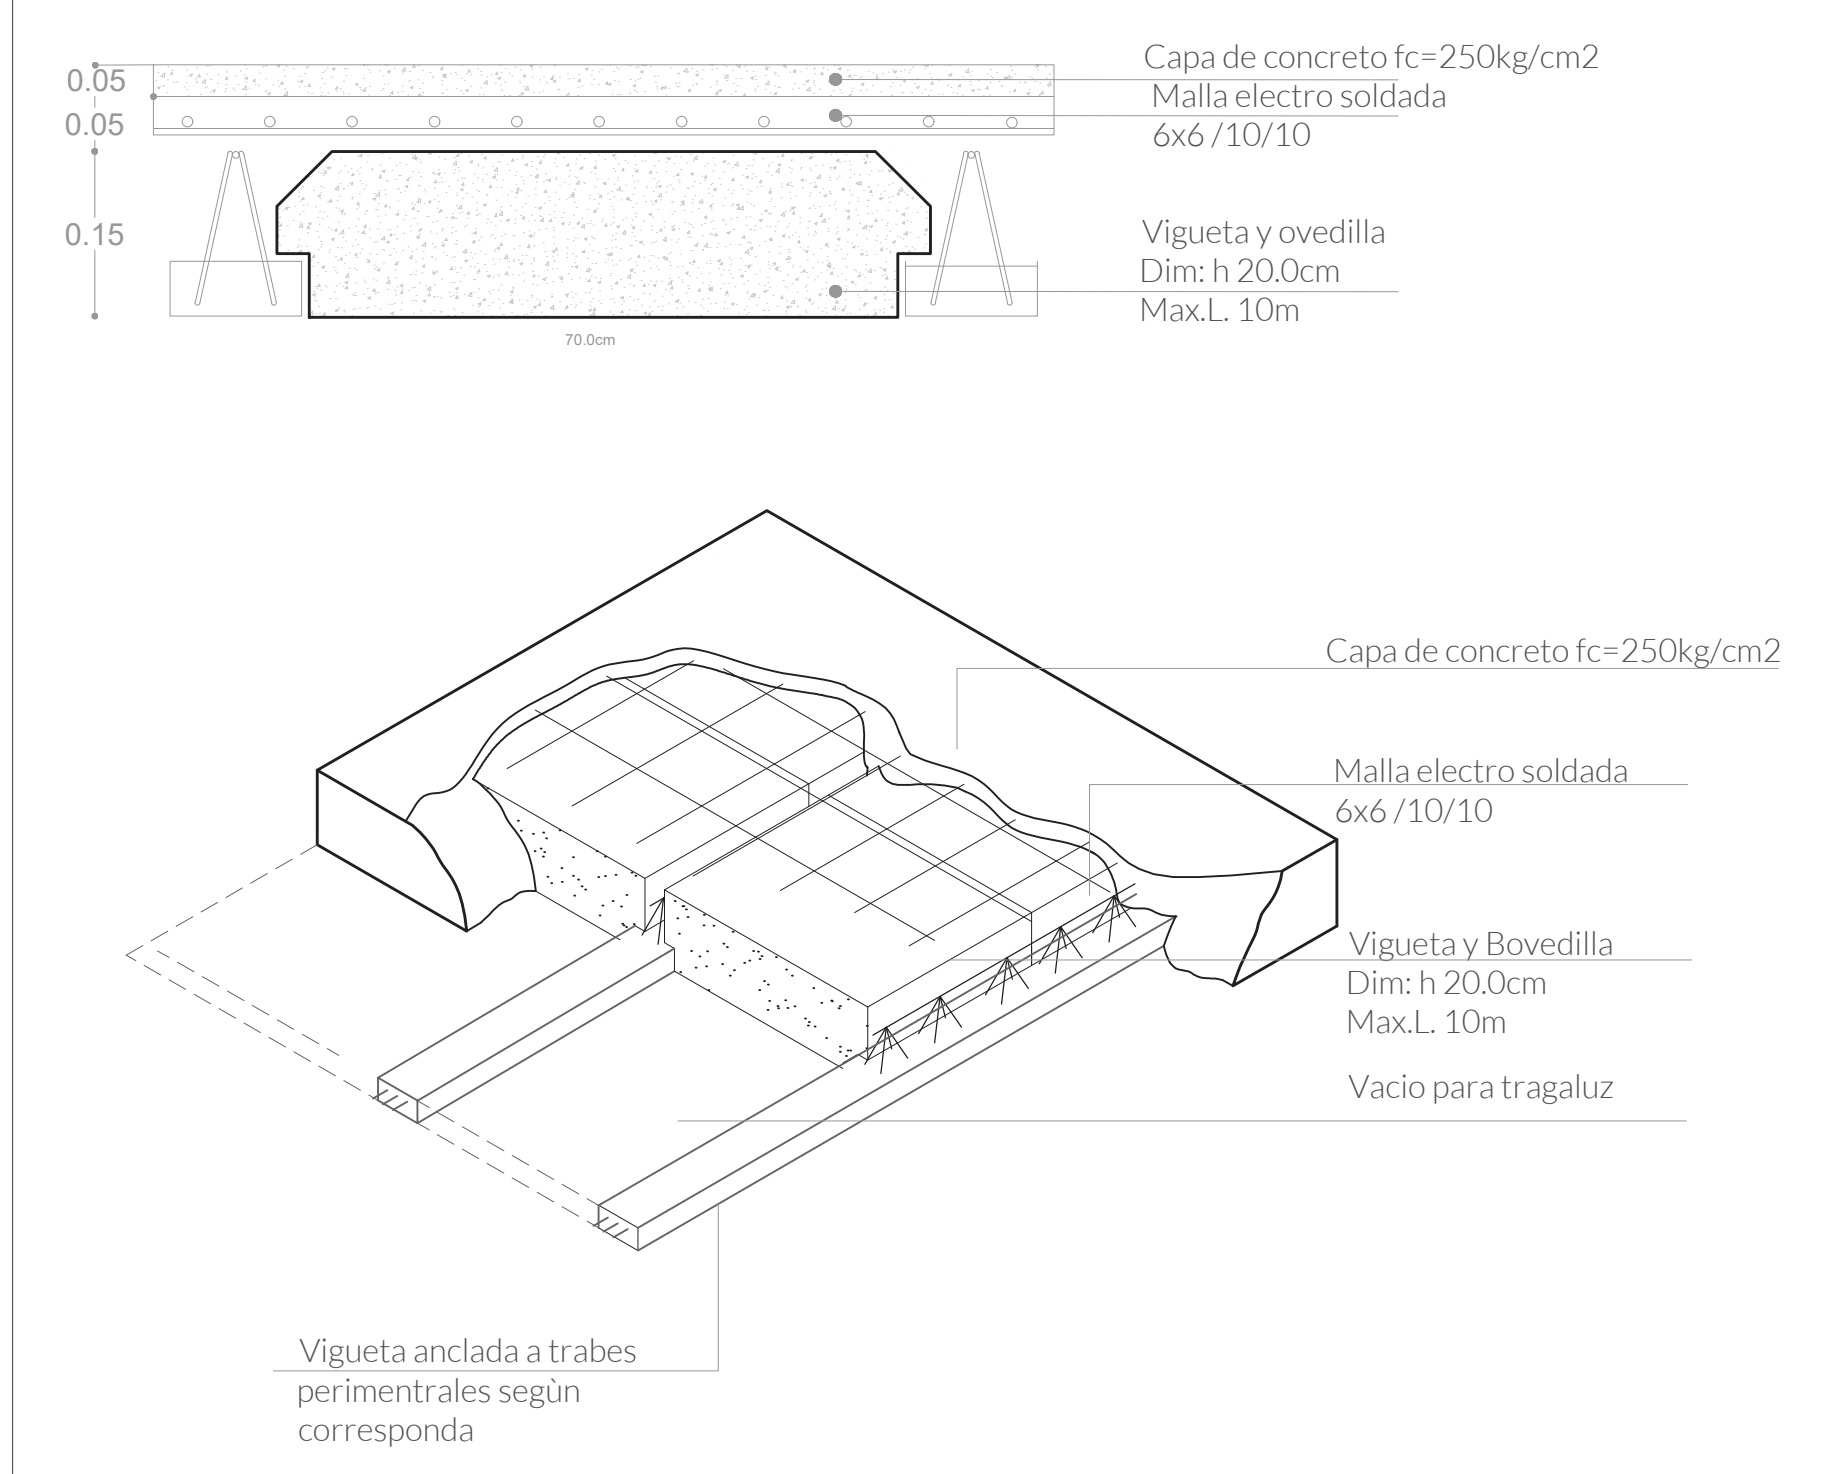 0.05
0.05
0.15
Capa de concreto fc=250kg/cm2
Malla electro soldada
6x6 /10/10
Vigueta y ovedilla
Dim: h 20.0cm
Max.L. 10m
70.0cm
Capa de concreto fc=250kg/cm2
Malla electro soldada
6x6 /10/10
Vigueta y Bovedilla
Dim: h 20.0cm
Max.L. 10m
Vacio para tragaluz
Vigueta anclada a trabes
perimentrales segùn
corresponda